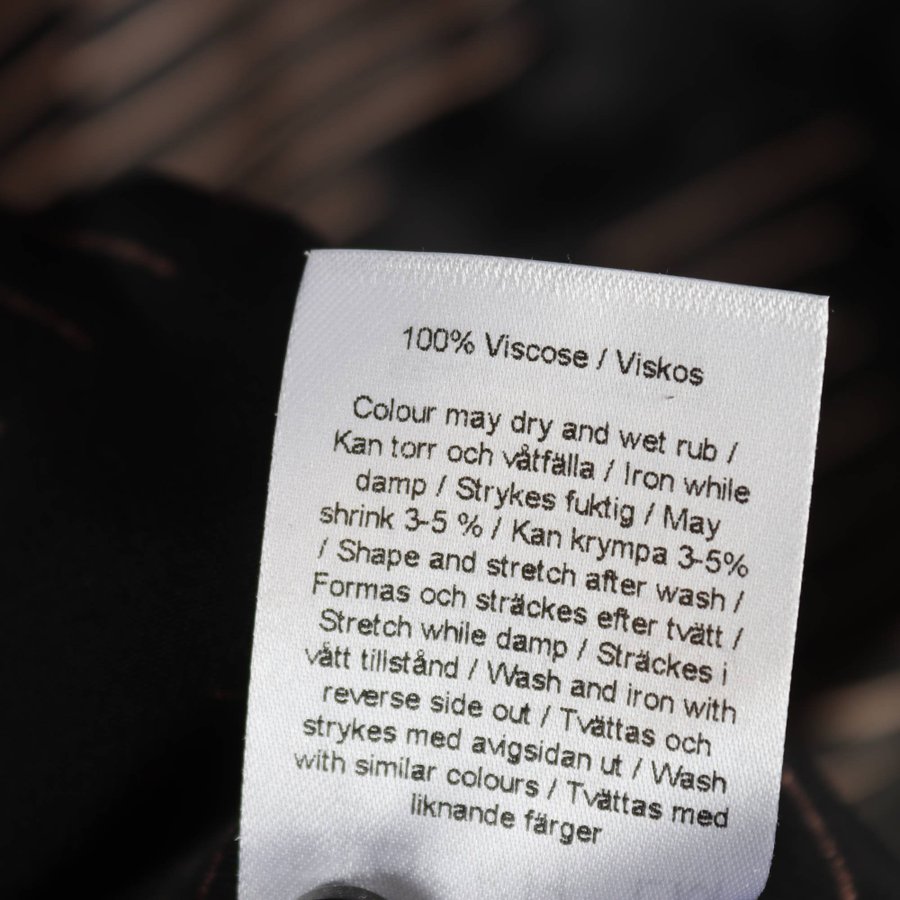 100% Viscose / Viskos
Colour may dry and wet rub /
Kan torr och våtfälla / Iron while
damp / Strykes fuktig / May
shrink 3-5 % / Kan krympa 3-5%
/ Shape and stretch after wash /
Formas och sträckes efter tvätt /
Stretch while damp / Sträckes i
vått tillstånd / Wash and iron with
reverse side out / Tvättas och
strykes med avigsidan ut / Wash
with similar colours / Tvättas med
liknande färger